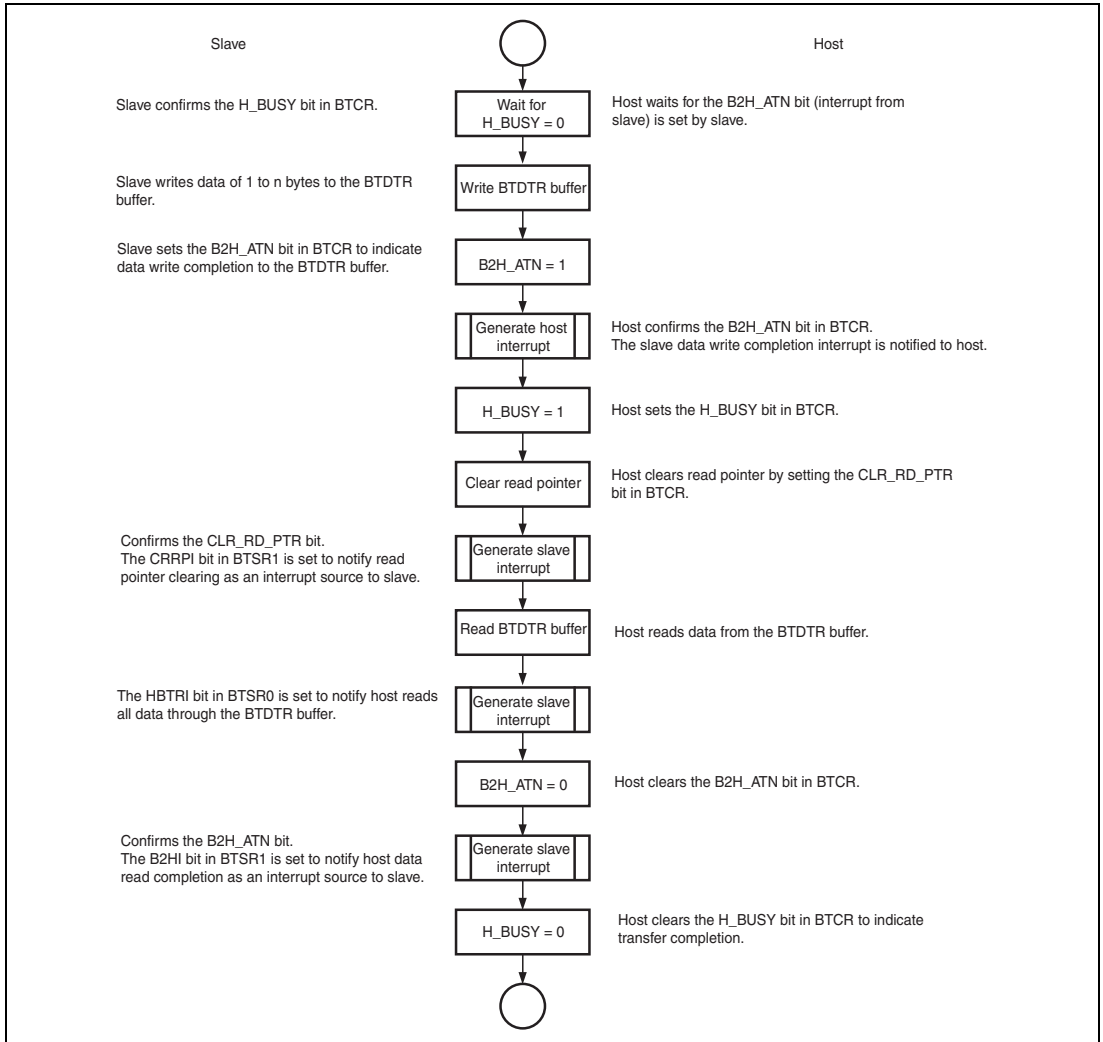 Slave
Host
Slave confirms the H_BUSY bit in BTCR.
Wait for
H_BUSY = 0
Host waits for the B2H_ATN bit (interrupt from
slave) is set by slave.
Slave writes data of 1 to n bytes to the BTDTR
buffer.
Write BTDTR buffer
Slave sets the B2H_ATN bit in BTCR to indicate
data write completion to the BTDTR buffer.
B2H_ATN = 1
Generate host
interrupt
Host confirms the B2H_ATN bit in BTCR.
The slave data write completion interrupt is notified to host.
H_BUSY = 1
Host sets the H_BUSY bit in BTCR.
Clear read pointer
Host clears read pointer by setting the CLR_RD_PTR
bit in BTCR.
Confirms the CLR_RD_PTR bit.
The CRRPI bit in BTSR1 is set to notify read
pointer clearing as an interrupt source to slave.
Generate slave
interrupt
Read BTDTR buffer
Host reads data from the BTDTR buffer.
The HBTRI bit in BTSR0 is set to notify host reads
all data through the BTDTR buffer.
Generate slave
interrupt
B2H_ATN = 0
Host clears the B2H_ATN bit in BTCR.
Confirms the B2H_ATN bit.
The B2HI bit in BTSR1 is set to notify host data
read completion as an interrupt source to slave.
Generate slave
interrupt
H_BUSY = 0
Host clears the H_BUSY bit in BTCR to indicate
transfer completion.